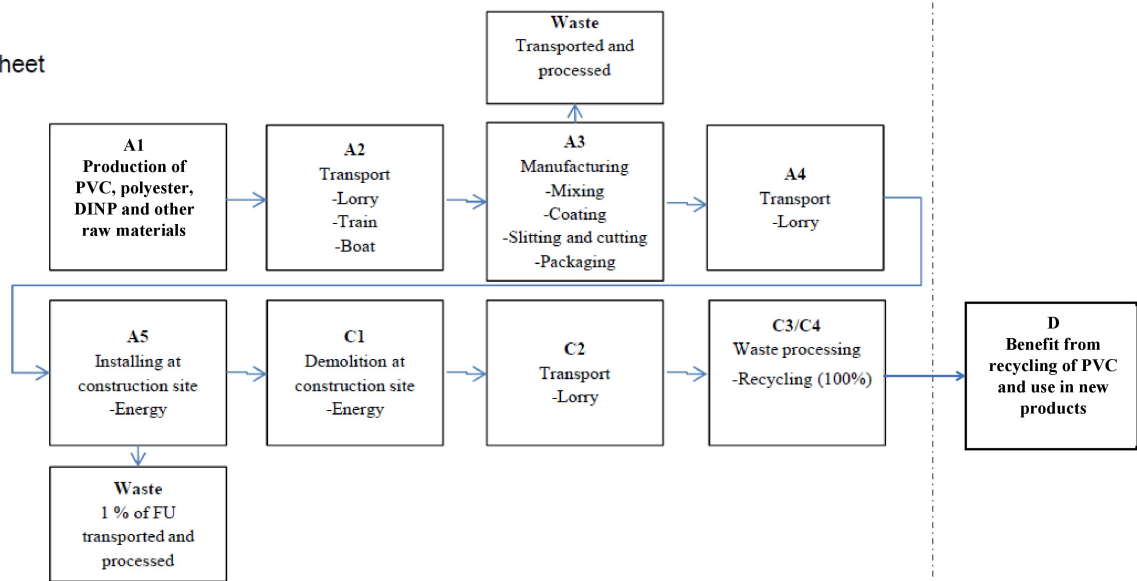 heet
Waste
Transported and
processed
A1
Production of
PVC, polyester,
DINP and other
raw materials
A2
Transport
-Lorry
-Train
-Boat
A3
Manufacturing
-Mixing
-Coating
-Slitting and cutting
-Packaging
A4
Transport
-Lorry
A5
Installing at
construction site
-Energy
C1
Demolition at
construction site
-Energy
C2
Transport
-Lorry
C3/C4
Waste processing
-Recycling (100%)
D
Benefit from
recycling of PVC
and use in new
products
Waste
1 % of FU
transported and
processed